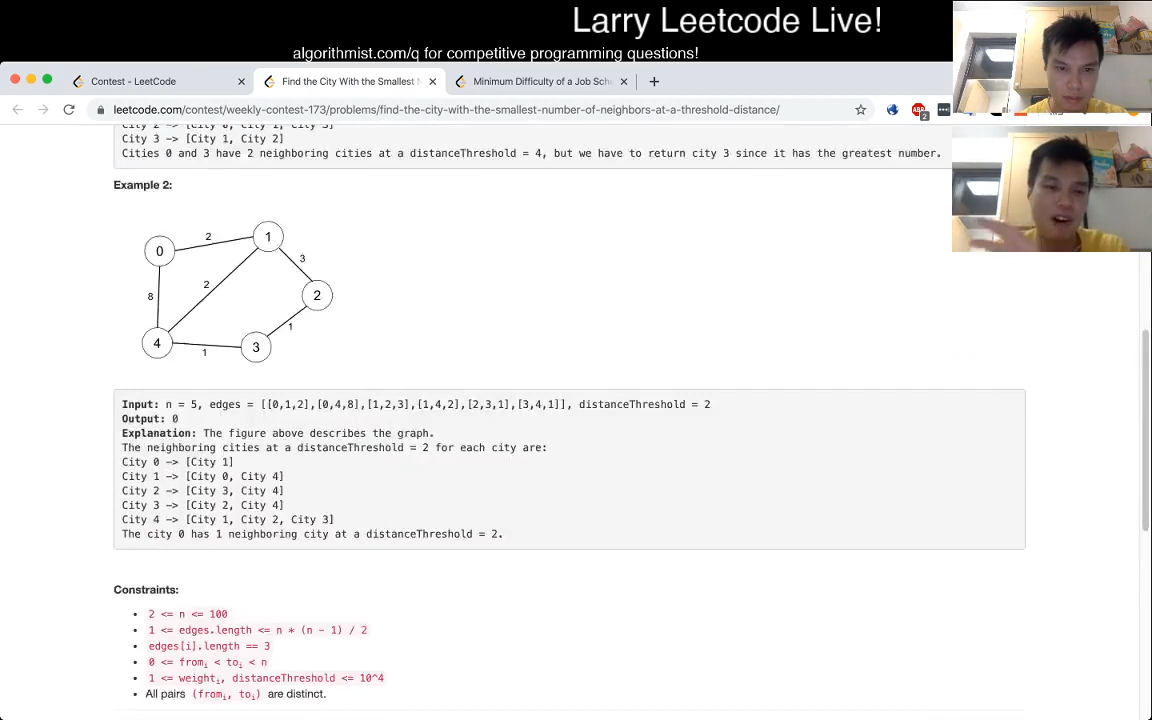 Larry Leetcode Live!
algorithmist.com/q for competitive programming questions!
Contest - LeetCode
Find the City With the Smallest
Minimum Difficulty of a Job Sch
leetcode.com/contest/weekly-contest-173/problems/find-the-city-with-the-smallest-number-of-neighbors-at-a-threshold-distance/
ABP
2
City 2 -> [City 0, City 1, City 3]
City 3 -> [City 1, City 2]
Cities 0 and 3 have 2 neighboring cities at a distanceThreshold = 4, but we have to return city 3 since it has the greatest number.
Example 2:
2
0
1
3
8
2
2
1
4
1
3
Input: n = 5, edges = [[0,1,2],[0,4,8],[1,2,3],[1,4,2],[2,3,1],[3,4,1]], distanceThreshold = 2
Output: 0
Explanation: The figure above describes the graph.
The neighboring cities at a distanceThreshold = 2 for each city are:
City 0 -> [City 1]
City 1 -> [City 0, City 4]
City 2 -> [City 3, City 4]
City 3 -> [City 2, City 4]
City 4 -> [City 1, City 2, City 3]
The city 0 has 1 neighboring city at a distanceThreshold = 2.
Constraints:
2 <= n <= 100
1 <= edges.length <= n * (n - 1) / 2
edges[i].length == 3
0 <= fromi < toi < n
1 <= weighti, distanceThreshold <= 10^4
All pairs (fromi, toi) are distinct.